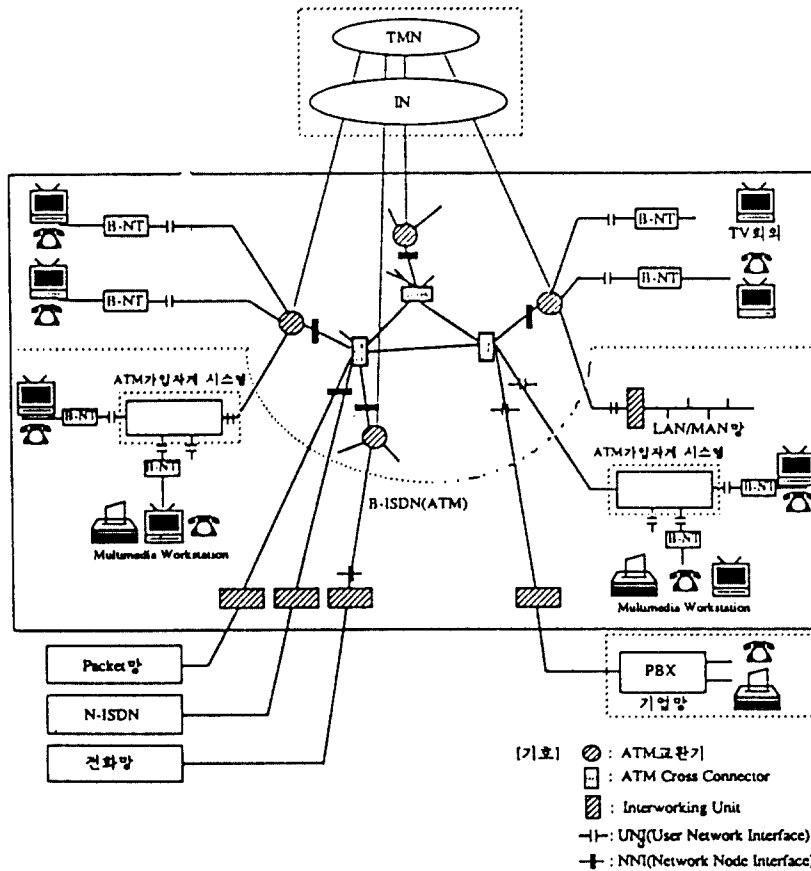 TMN
IN
B-NT
B-NT
B-NT
TV회의
B-NT
ATM가입자계 시스템
B-NT
B-NT
Multimedia Workstation
B-ISDN(ATM)
LAN/MAN망
ATM가입자계 시스템
B-NT
B-NT
Multimedia Workstation
Packet망
N-ISDN
전화망
PBX
기업망
[기호]
: ATM교환기
: ATM Cross Connector
: Interworking Unit
: UNI(User Network Interface)
: NNI(Network Node Interface)